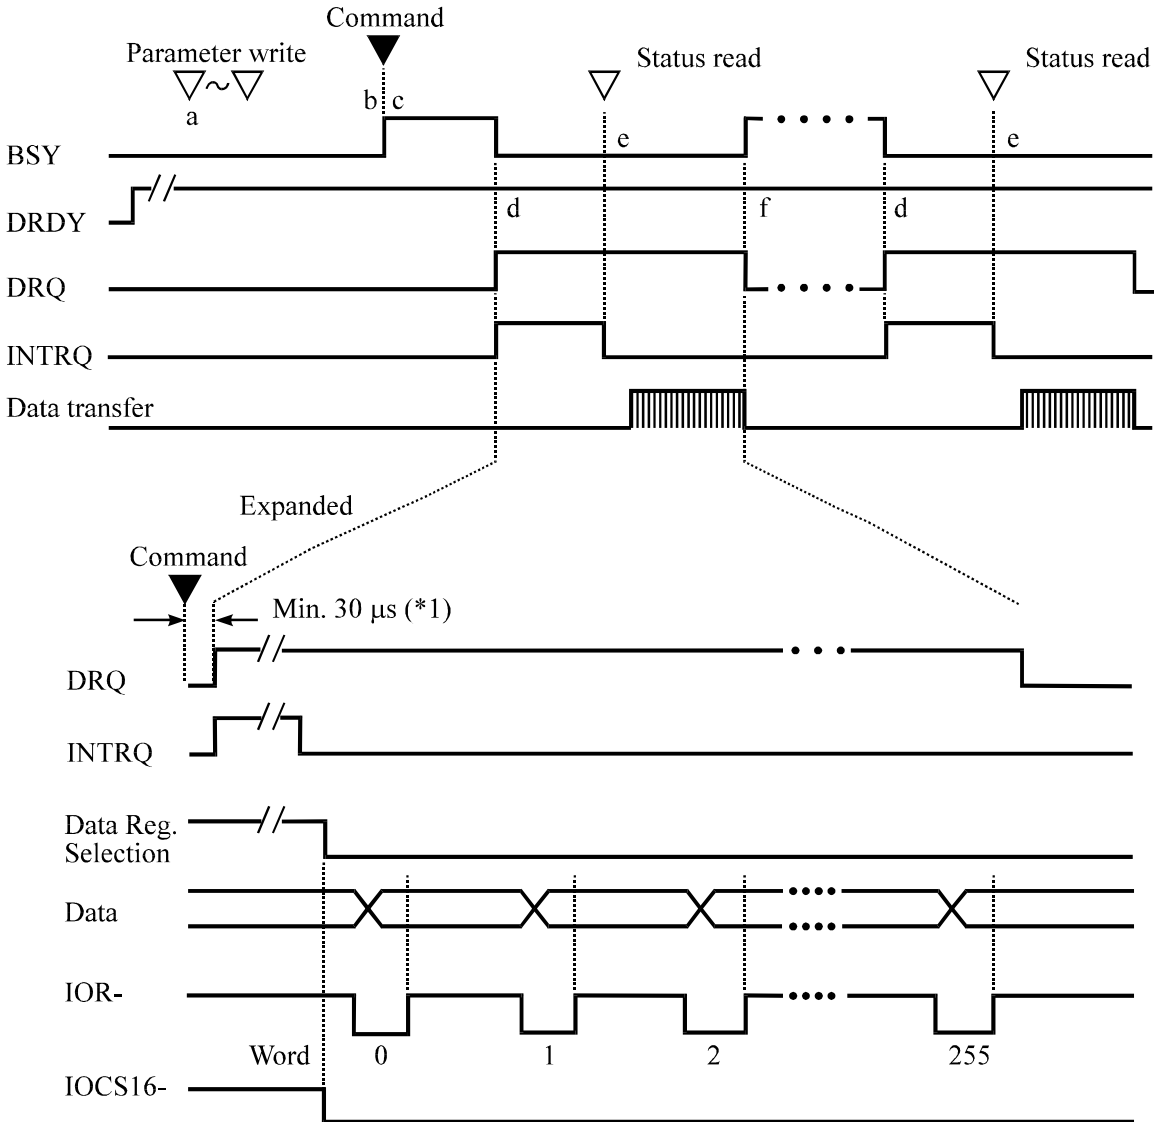 Command
Parameter write
Status read
Status read
a
b
c
BSY
e
e
DRDY
d
f
d
DRQ
INTRQ
Data transfer
Expanded
Command
Min. 30 μs (*1)
DRQ
INTRQ
Data Reg.
Selection
Data
IOR-
Word
0
1
2
255
IOCS16-